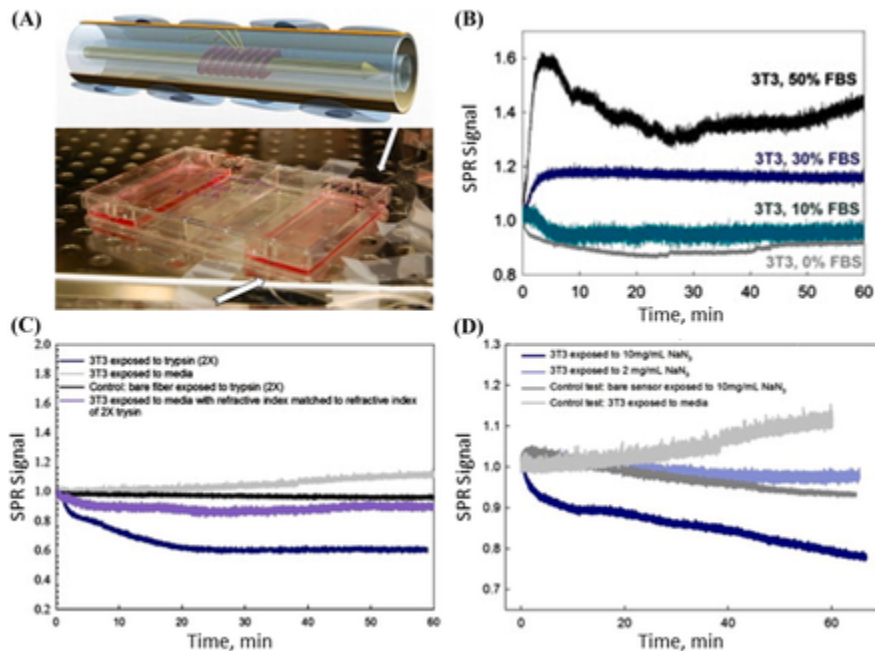 (A)
(B)
SPR Signal
1.6
1.4
1.2
1.0
0.8
3T3, 50% FBS
3T3, 30% FBS
3T3, 10% FBS
3T3, 0% FBS
0
10
20
30
40
50
60
Time, min
(C)
SPR Signal
2.0
1.8
1.6
1.4
1.2
1.0
0.8
0.6
0.4
0.2
3T3 exposed to trypsin (2X)
3T3 exposed to media
Control: bare fiber exposed to trypsin (2X)
3T3 exposed to media with refractive index matched to refractive index
of 2X trysin
0
10
20
30
40
50
60
Time, min
(D)
SPR Signal
1.3
1.2
1.1
1.0
0.9
0.8
0.7
3T3 exposed to 10mg/mL NaN₃
3T3 exposed to 2 mg/mL NaN₃
Control test: bare sensor exposed to 10mg/mL NaN₃
Control test: 3T3 exposed to media
0
20
40
60
Time, min